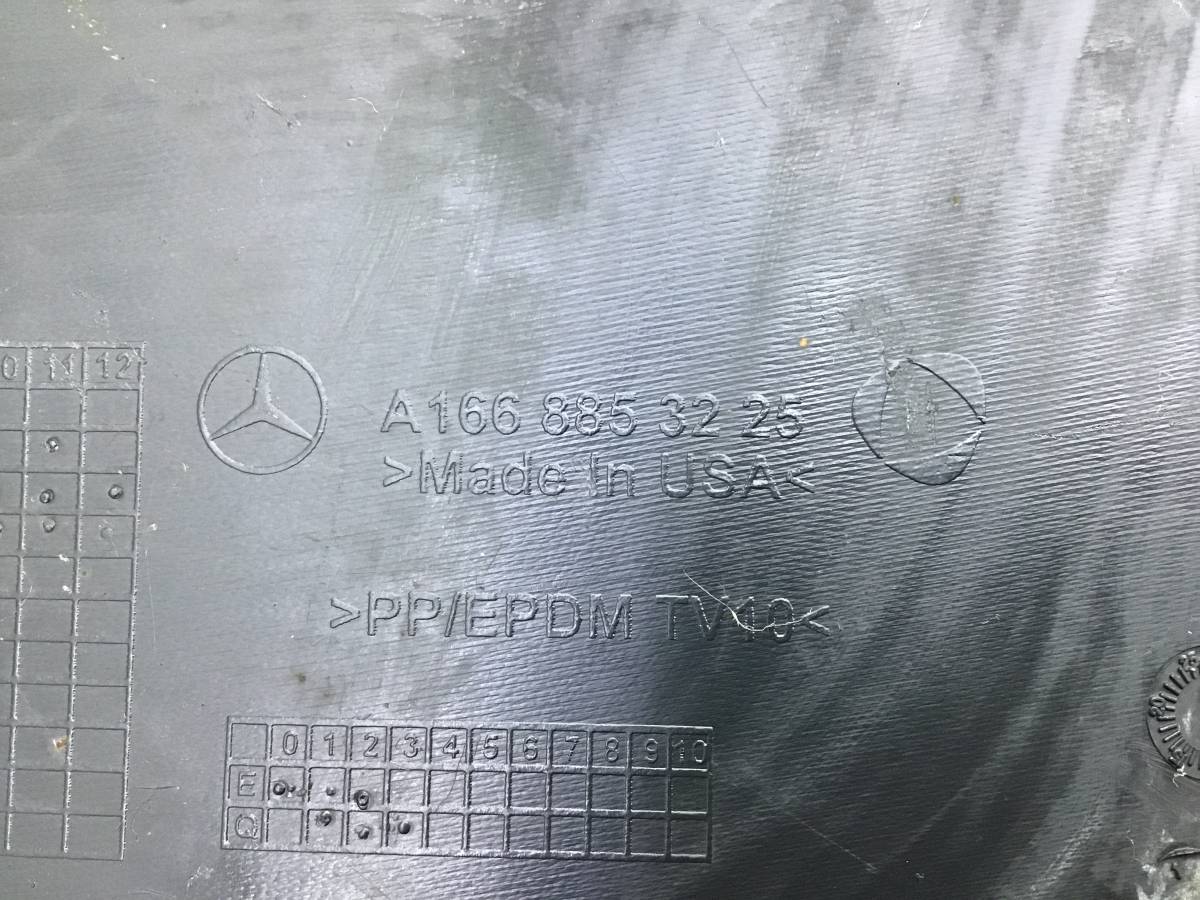 0 11 12
A 166 885 32 25
>Made In USA<
>PP/EPDM TV10<
0 1 2 3 4 5 6 7 8 9 10
E
Q